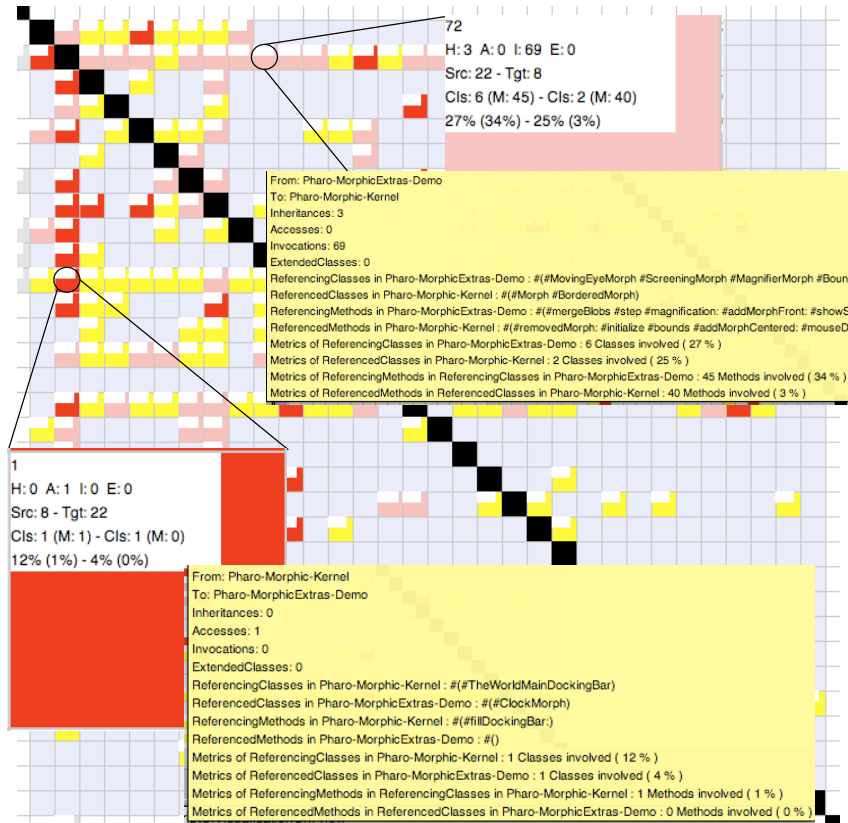 72
H: 3 A: 0 I: 69 E: 0
Src: 22 - Tgt: 8
Cls: 6 (M: 45) - Cls: 2 (M: 40)
27% (34%) - 25% (3%)
From: Pharo-MorphicExtras-Demo
To: Pharo-Morphic-Kernel
Inheritances: 3
Accesses: 0
Invocations: 69
ExtendedClasses: 0
ReferencingClasses in Pharo-MorphicExtras-Demo : #(#MovingEyeMorph #ScreeningMorph #MagnifierMorph #Boun
ReferencedClasses in Pharo-Morphic-Kernel : #(#Morph #BorderedMorph)
ReferencingMethods in Pharo-MorphicExtras-Demo : #(#mergeBlobs #step #magnification: #addMorphFront: #showS
ReferencedMethods in Pharo-Morphic-Kernel : #(#removedMorph: #initialize #bounds #addMorphCentered: #mouseD
Metrics of ReferencingClasses in Pharo-MorphicExtras-Demo : 6 Classes involved ( 27 % )
Metrics of ReferencedClasses in Pharo-Morphic-Kernel : 2 Classes involved ( 25 % )
Metrics of ReferencingMethods in ReferencingClasses in Pharo-MorphicExtras-Demo : 45 Methods involved ( 34 % )
Metrics of ReferencedMethods in ReferencedClasses in Pharo-Morphic-Kernel : 40 Methods involved ( 3 % )
1
H: 0 A: 1 I: 0 E: 0
Src: 8 - Tgt: 22
Cls: 1 (M: 1) - Cls: 1 (M: 0)
12% (1%) - 4% (0%)
From: Pharo-Morphic-Kernel
To: Pharo-MorphicExtras-Demo
Inheritances: 0
Accesses: 1
Invocations: 0
ExtendedClasses: 0
ReferencingClasses in Pharo-Morphic-Kernel : #(#TheWorldMainDockingBar)
ReferencedClasses in Pharo-MorphicExtras-Demo : #(#ClockMorph)
ReferencingMethods in Pharo-Morphic-Kernel : #(#fillDockingBar:)
ReferencedMethods in Pharo-MorphicExtras-Demo : #()
Metrics of ReferencingClasses in Pharo-Morphic-Kernel : 1 Classes involved ( 12 % )
Metrics of ReferencedClasses in Pharo-MorphicExtras-Demo : 1 Classes involved ( 4 % )
Metrics of ReferencingMethods in ReferencingClasses in Pharo-Morphic-Kernel : 1 Methods involved ( 1 % )
Metrics of ReferencedMethods in ReferencedClasses in Pharo-MorphicExtras-Demo : 0 Methods involved ( 0 % )